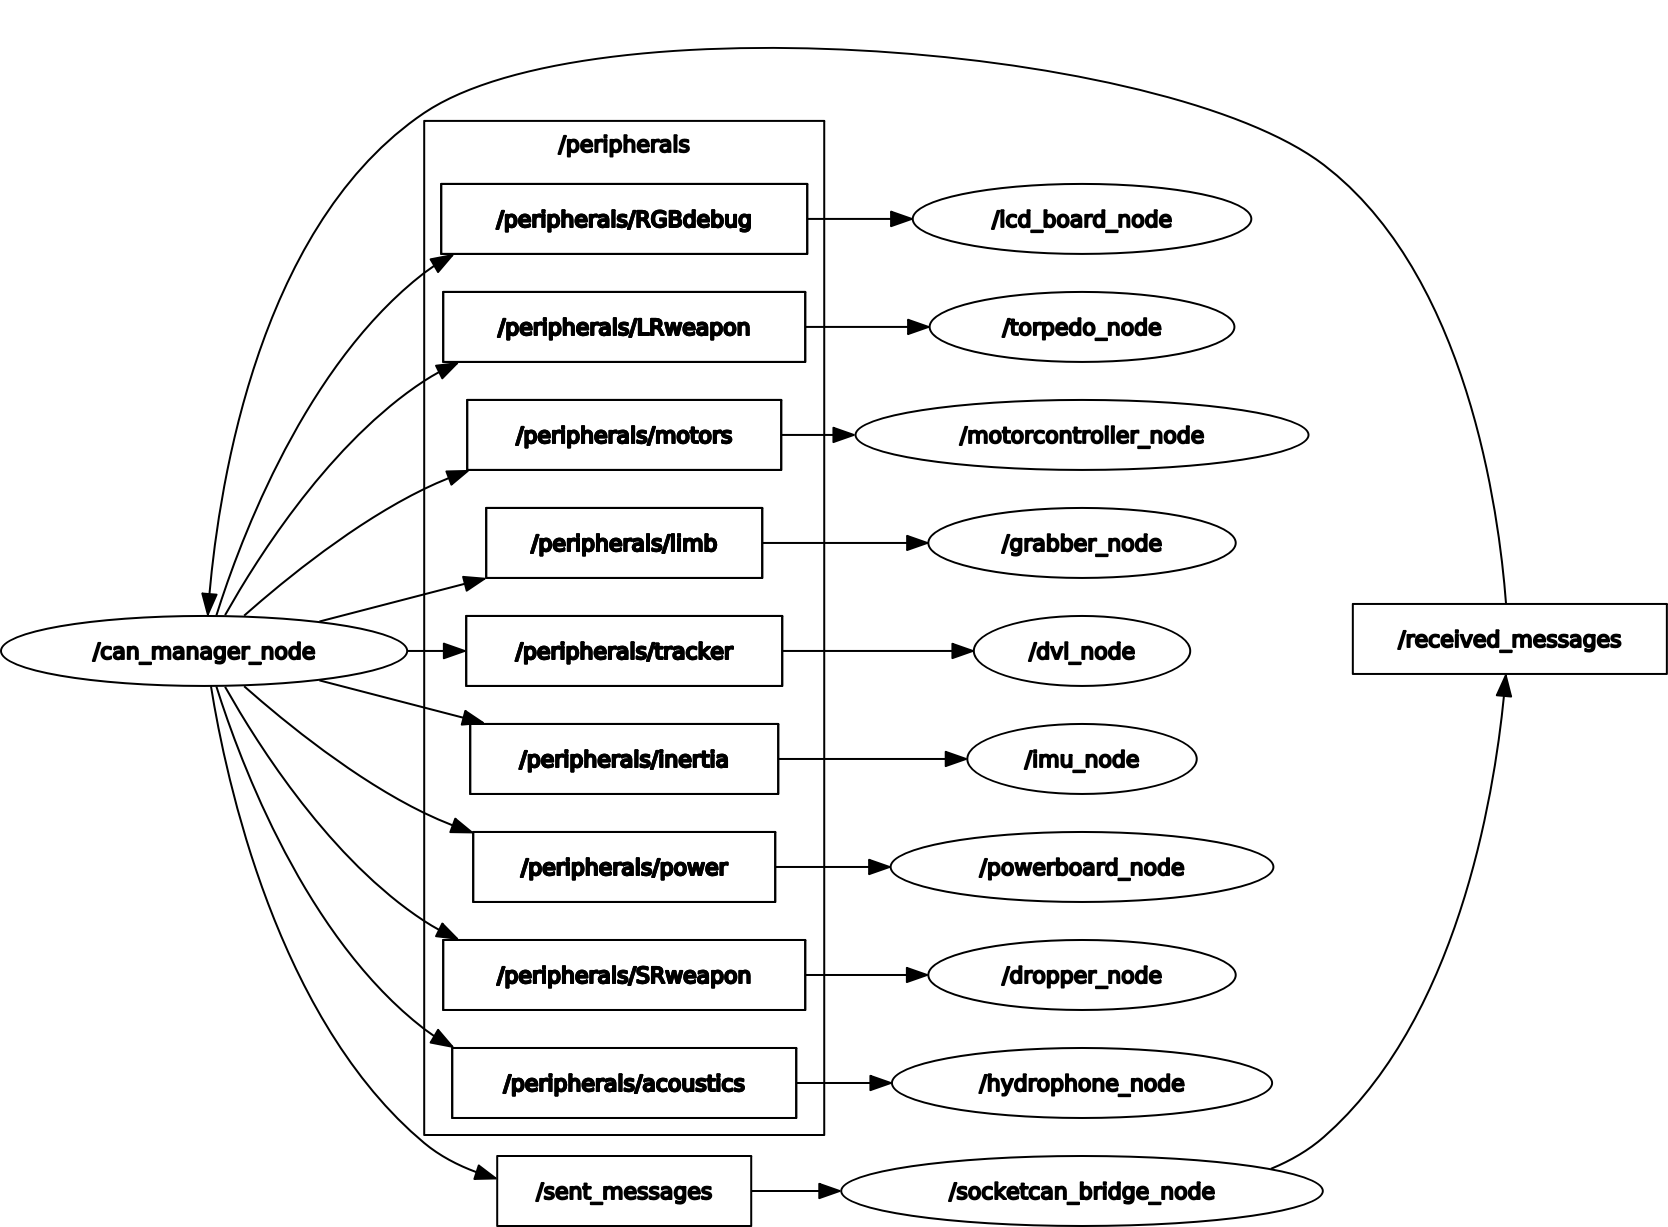 /peripherals
/peripherals/RGBdebug
/lcd_board_node
/peripherals/LRweapon
/torpedo_node
/peripherals/motors
/motorcontroller_node
/peripherals/limb
/grabber_node
/can_manager_node
/peripherals/tracker
/dvl_node
/received_messages
/peripherals/inertia
/imu_node
/peripherals/power
/powerboard_node
/peripherals/SRweapon
/dropper_node
/peripherals/acoustics
/hydrophone_node
/sent_messages
/socketcan_bridge_node